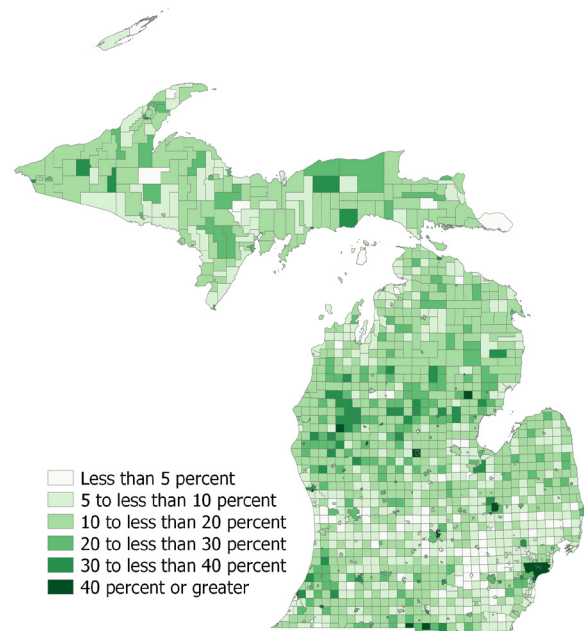 Less than 5 percent
5 to less than 10 percent
10 to less than 20 percent
20 to less than 30 percent
30 to less than 40 percent
40 percent or greater